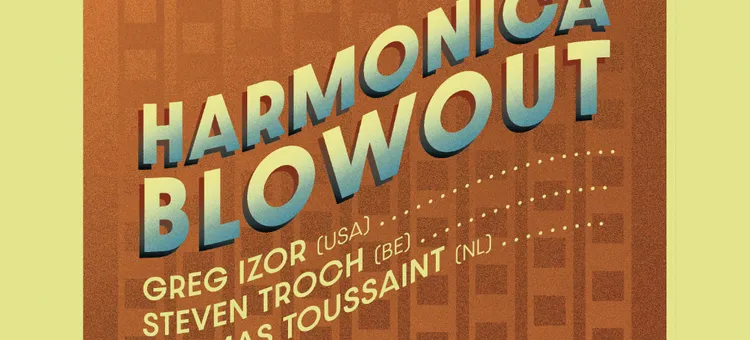 HARMONICA
BLOWOUT
GREG IZOR (USA)
STEVEN TROCH (BE)
TOUSSAINT (NL)